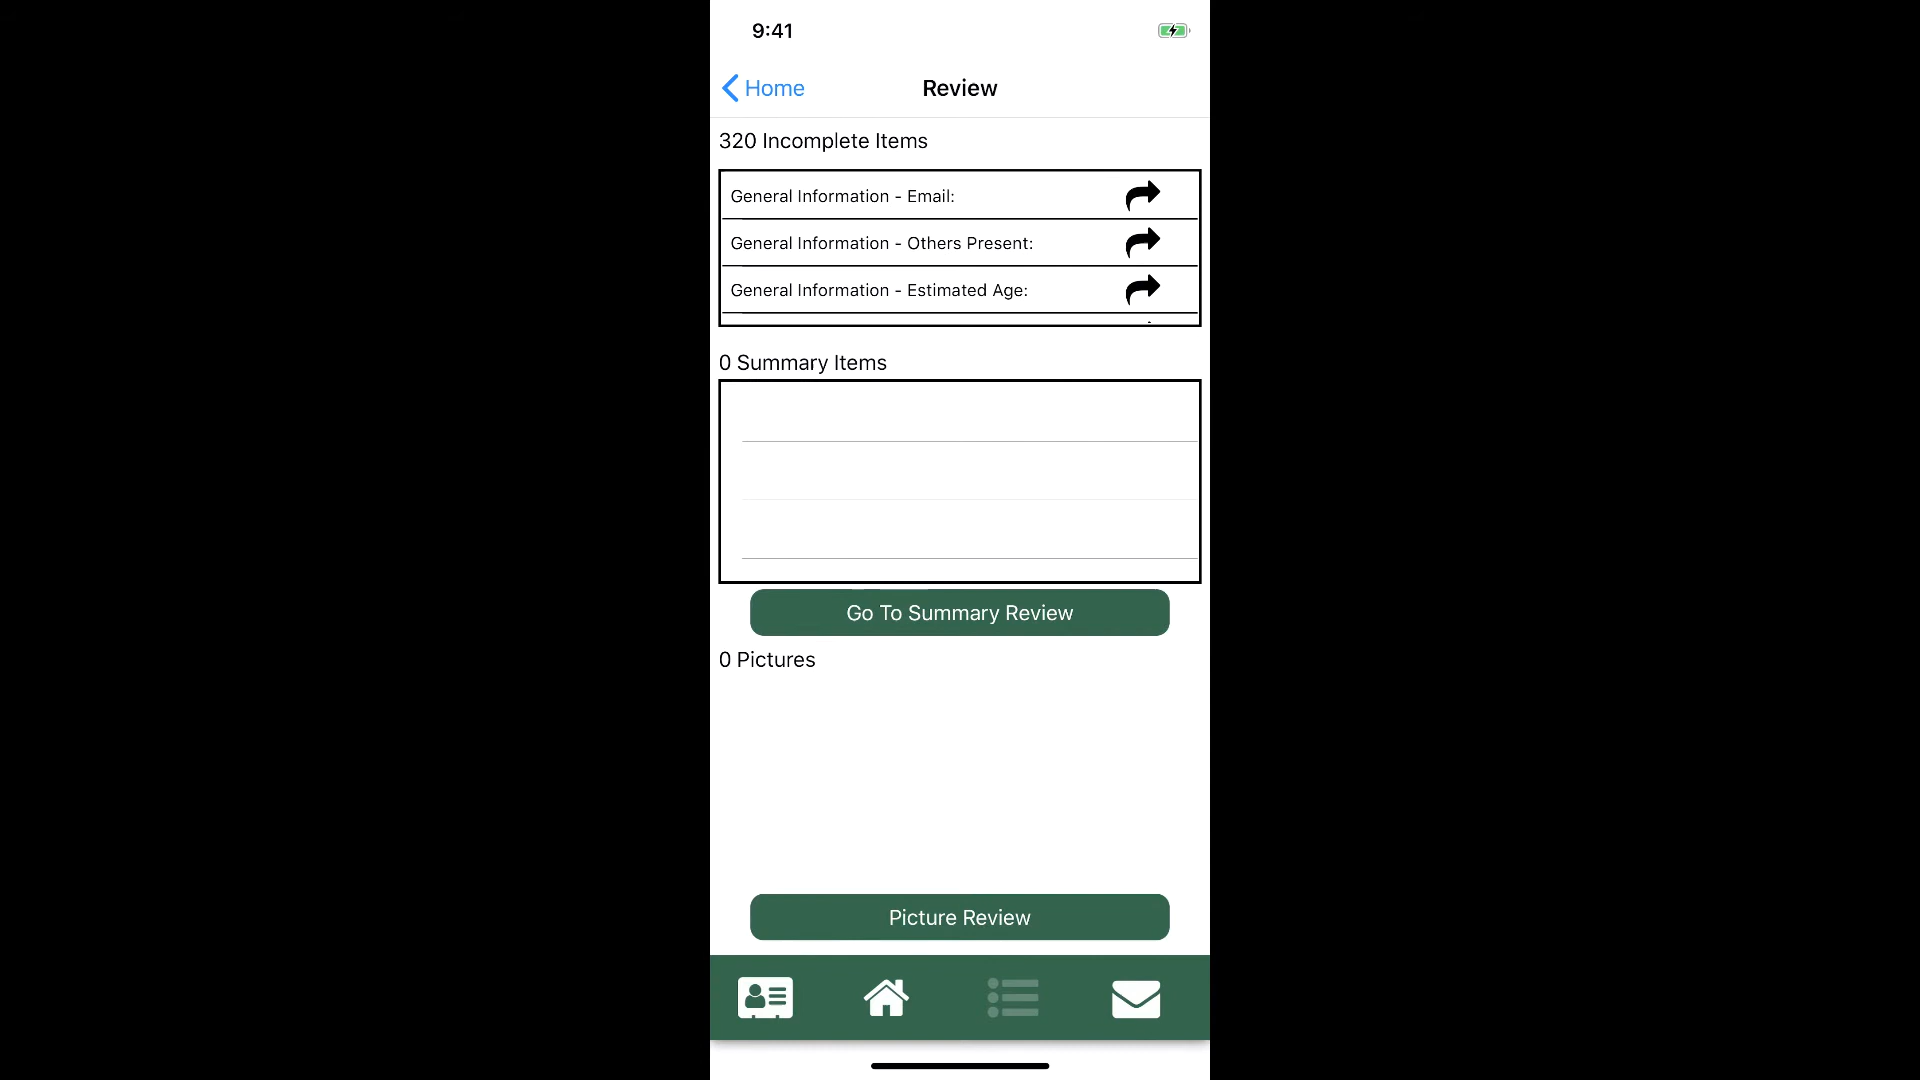 9:41
Home
Review
320 Incomplete Items
General Information - Email:
General Information - Others Present:
General Information - Estimated Age:
0 Summary Items
Go To Summary Review
0 Pictures
Picture Review